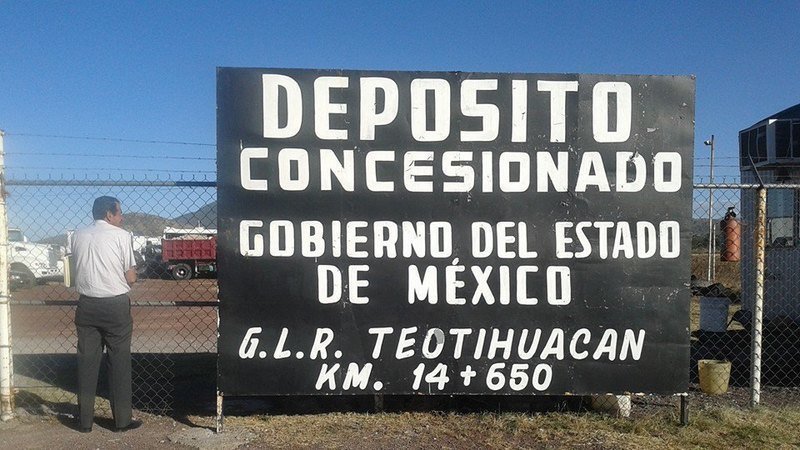 DEPOSITO
CONCESIONADO
GOBIERNO DEL ESTADO
DE MÉXICO
G.L.R. TEOTIHUACAN
KM. 14+650